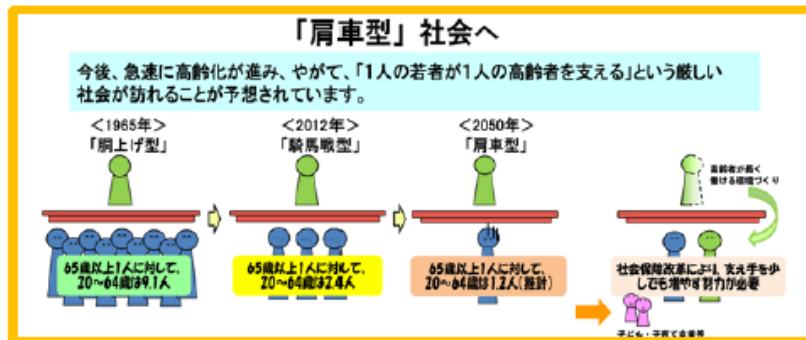 「肩車型」社会へ
今後、急速に高齢化が進み、やがて、「1人の若者が1人の高齢者を支える」という厳しい
社会が訪れることが予想されています。
＜1965年＞
「胴上げ型」
＜2012年＞
「騎馬戦型」
＜2050年＞
「肩車型」
高齢者が長く
働ける環境づくり
65歳以上1人に対して、
20～64歳は9.1人
65歳以上1人に対して、
20～64歳は2.4人
65歳以上1人に対して、
20～64歳は1.2人(推計)
社会保障改革により、支え手を少
しでも増やす努力が必要
子ども・子育て支援等